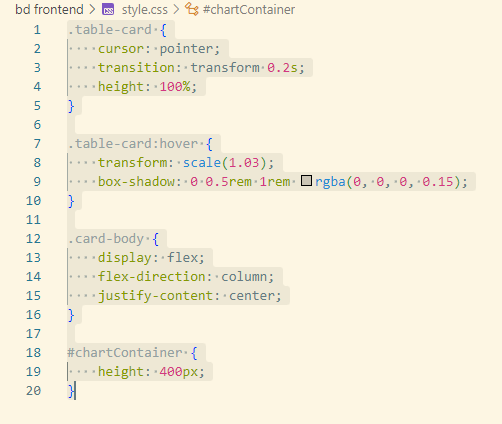 bd frontend > style.css > #chartContainer
1 .table-card {
2 cursor: pointer;
3 transition: transform 0.2s;
4 height: 100%;
5 }
6
7 .table-card:hover {
8 transform: scale(1.03);
9 box-shadow: 0 0.5rem 1rem rgba(0, 0, 0, 0.15);
10 }
11
12 .card-body {
13 display: flex;
14 flex-direction: column;
15 justify-content: center;
16 }
17
18 #chartContainer {
19 height: 400px;
20 }